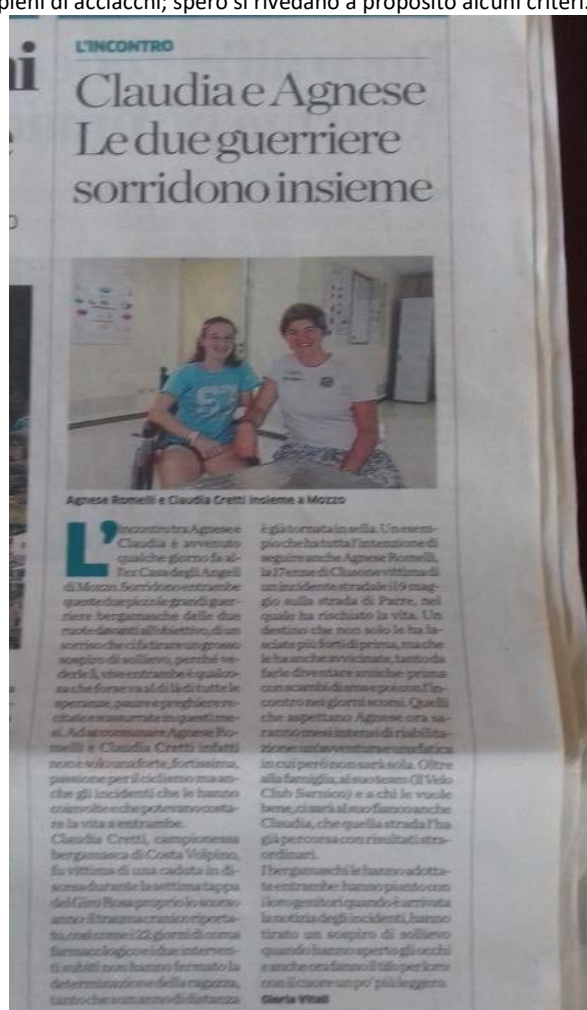 pieni di acciacchi; spero si rivedano a proposito alcuni criteri.
L'INCONTRO
Claudia e Agnese
Le due guerriere
sorridono insieme
Agnese Romelli e Claudia Cretti insieme a Mozzo
L'incontro tra Agnese e
Claudia è avvenuto
qualche giorno fa al-
l'ex Casa degli Angeli
di Mozzo. Sorridono entrambe
queste due piccole grandi guer-
riere bergamasche delle due
ruote davanti all'obiettivo, di un
sorriso che ci fa tirare un grosso
sospiro di sollievo, perché ve-
derle lì, vive entrambe è qualco-
sa che forse va al di là di tutte le
speranze, paure e preghiere re-
citate e sussurrate in questi me-
si. Ad accomunare Agnese Ro-
melli e Claudia Cretti infatti
non è solo una forte, fortissima,
passione per il ciclismo ma an-
che gli incidenti che le hanno
coinvolte e che potevano costa-
re la vita a entrambe.
Claudia Cretti, campionessa
bergamasca di Costa Volpino,
fu vittima di una caduta in di-
scesa durante la settima tappa
del Giro Rosa proprio lo scorso
anno: il trauma cranico riporta-
to, così come i 22 giorni di coma
farmacologico e i due interven-
ti subiti non hanno fermato la
determinazione della ragazza,
tanto che a un anno di distanza
è già tornata in sella. Un esem-
pio che ha tutta l'intenzione di
seguire anche Agnese Romelli,
la 17enne di Clusone vittima di
un incidente stradale il 9 mag-
gio sulla strada di Parre, nel
quale ha rischiato la vita. Un
destino che non solo le ha la-
sciate più forti di prima, ma che
le ha anche avvicinate, tanto da
farle diventare amiche: prima
con scambi di sms e poi con l'in-
contro nei giorni scorsi. Quelli
che aspettano Agnese ora sa-
ranno mesi intensi di riabilita-
zione un'avventura e una fatica
in cui però non sarà sola. Oltre
alla famiglia, al suo team (il Velo
Club Sarnico) e a chi le vuole
bene, ci sarà al suo fianco anche
Claudia, che quella strada l'ha
già percorsa con risultati stra-
ordinari.
I bergamaschi le hanno adotta-
te entrambe: hanno pianto con
i loro genitori quando è arrivata
la notizia degli incidenti, hanno
tirato un sospiro di sollievo
quando hanno aperto gli occhi
e anche ora fanno il tifo per loro
con il cuore un po' più leggero.
Gloria Vitali